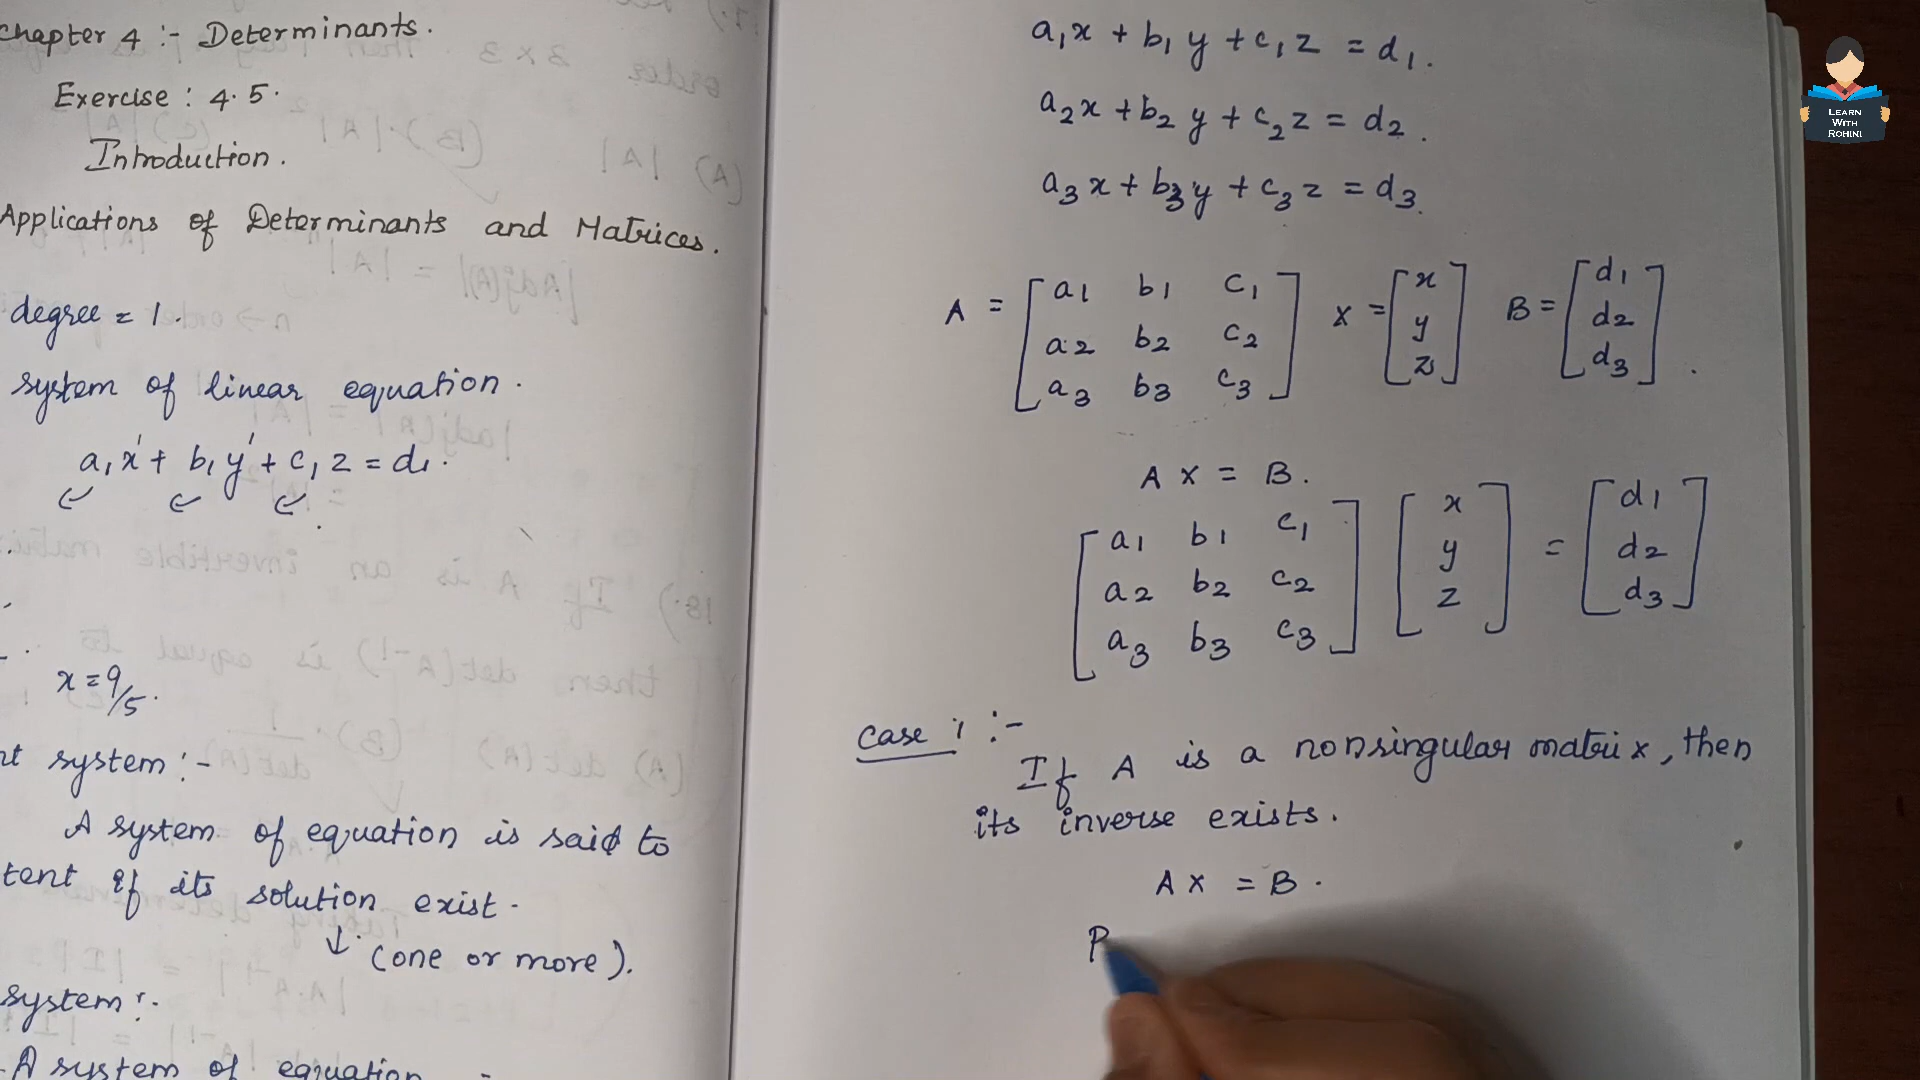 Chapter 4 :- Determinants.
Exercise : 4.5.
Introduction.
Applications of Determinants and Matrices.
degree = 1.
system of linear equation.
a₁x¹ + b₁y¹ + c₁z = d₁.
x = 9/5.
nt system :-
A system of equation is said to
tent if its solution exist.
↓ (one or more).
system :-
A system of equation
a₁x + b₁y + c₁z = d₁.
a₂x + b₂y + c₂z = d₂.
a₃x + b₃y + c₃z = d₃.
A = [a₁ b₁ c₁ X = [x B = [d₁
a₂ b₂ c₂ y d₂
a₃ b₃ c₃] z] d₃].
A X = B.
[a₁ b₁ c₁ [x = [d₁
a₂ b₂ c₂ y d₂
a₃ b₃ c₃] z] d₃]
Case 1 :-
If A is a nonsingular matrix, then
its inverse exists.
A X = B.
P
LEARN
WITH
ROHINI